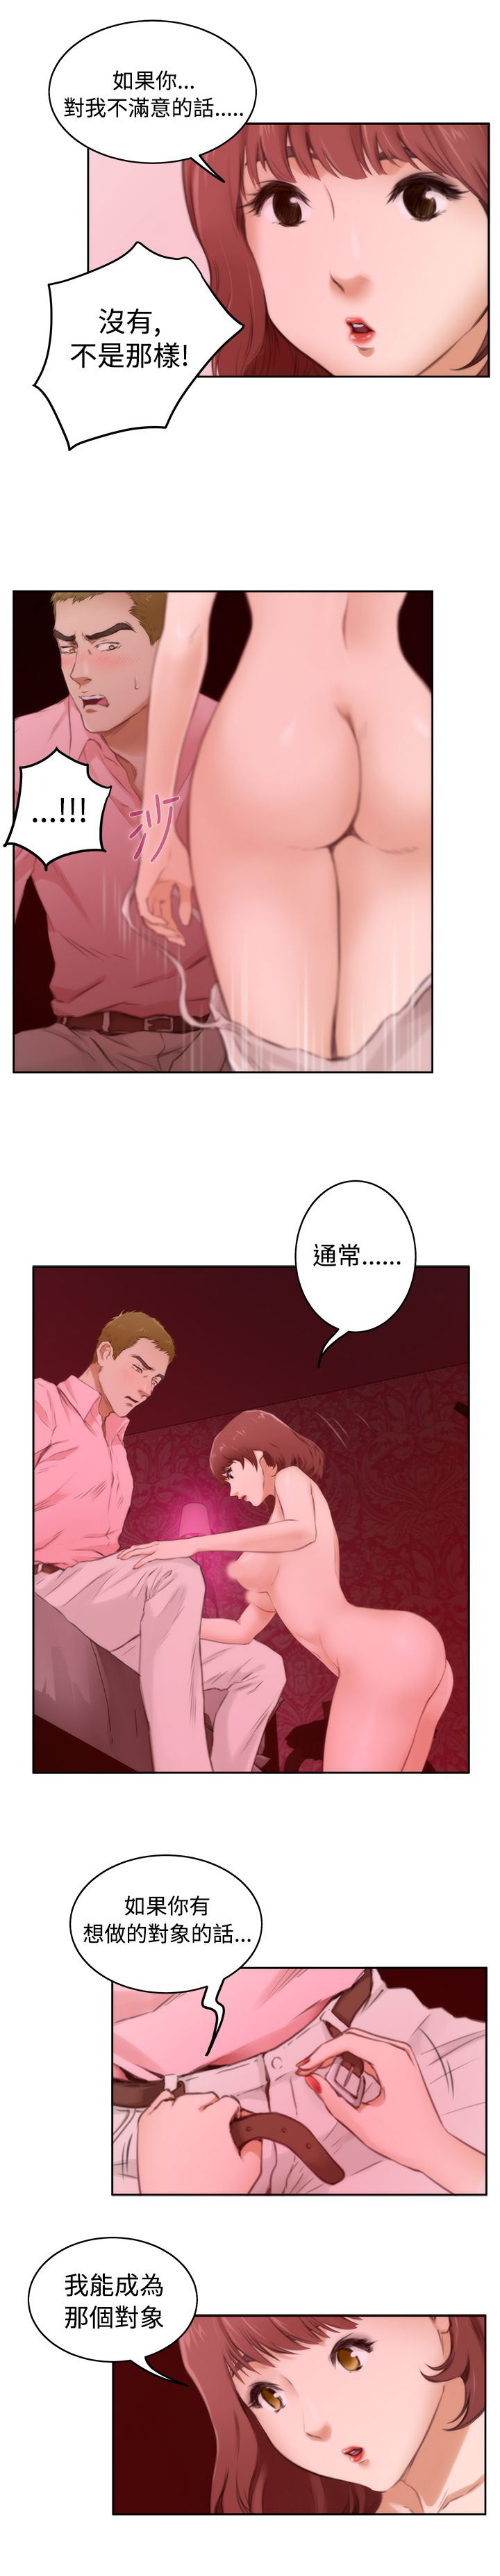 如果你...
對我不滿意的話.....
沒有,
不是那樣!
...!!!
沙
通常......
如果你有
想做的對象的話...
我能成為
那個對象